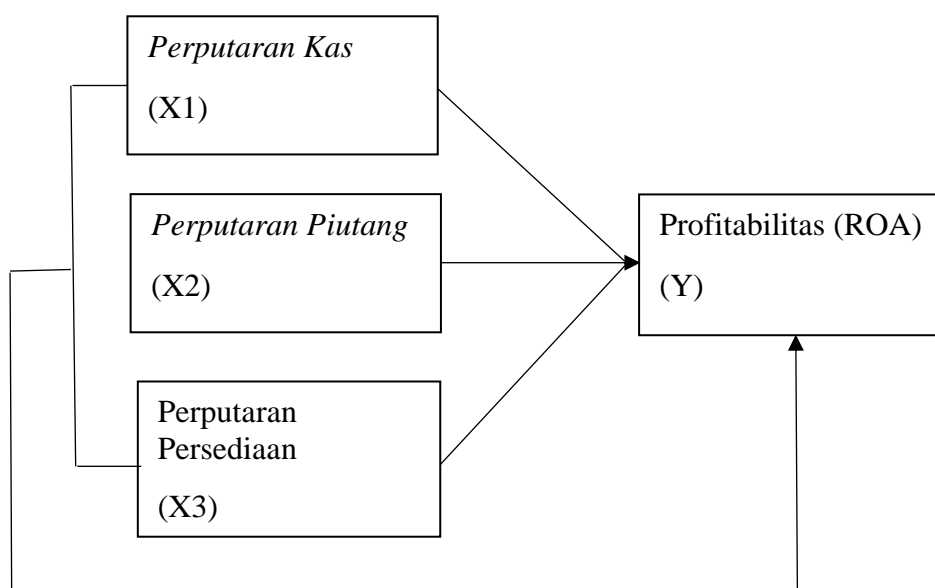 Perputaran Kas
(X1)
Perputaran Piutang
(X2)
Profitabilitas (ROA)
(Y)
Perputaran
Persediaan
(X3)